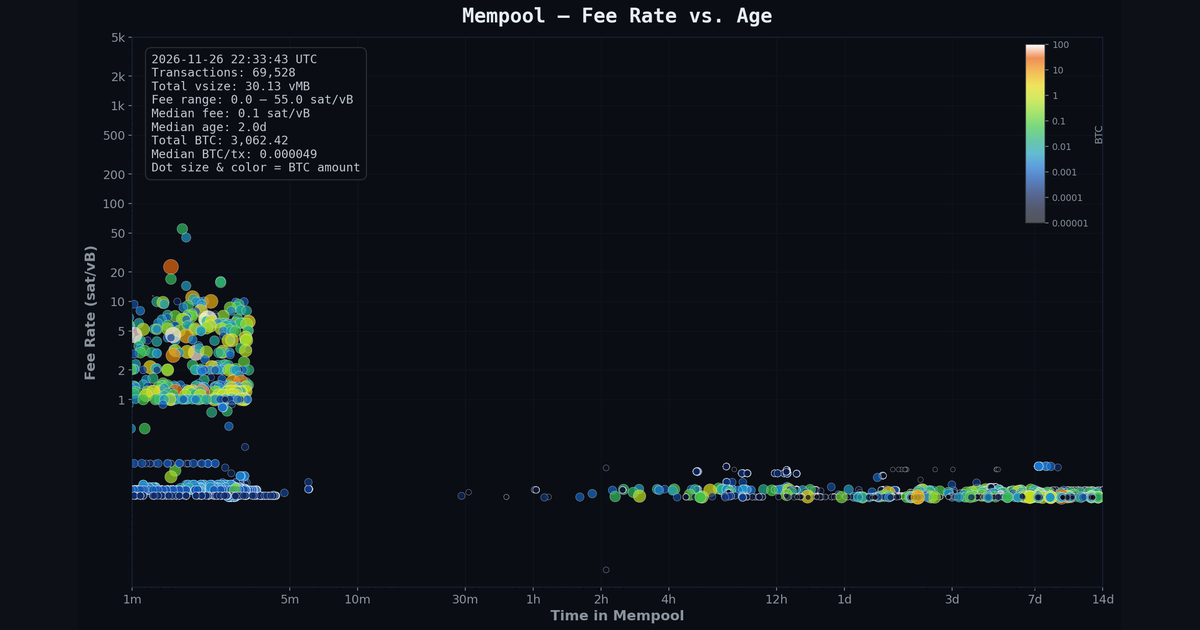 Mempool — Fee Rate vs. Age
2026-11-26 22:33:43 UTC
Transactions: 69,528
Total vsize: 30.13 vMB
Fee range: 0.0 – 55.0 sat/vB
Median fee: 0.1 sat/vB
Median age: 2.0d
Total BTC: 3,062.42
Median BTC/tx: 0.000049
Dot size & color = BTC amount
5k
2k
1k
500
200
100
50
20
10
5
2
1
Fee Rate (sat/vB)
100
10
1
0.1
0.01
0.001
0.0001
0.00001
BTC
1m
5m
10m
30m
1h
2h
4h
12h
1d
3d
7d
14d
Time in Mempool